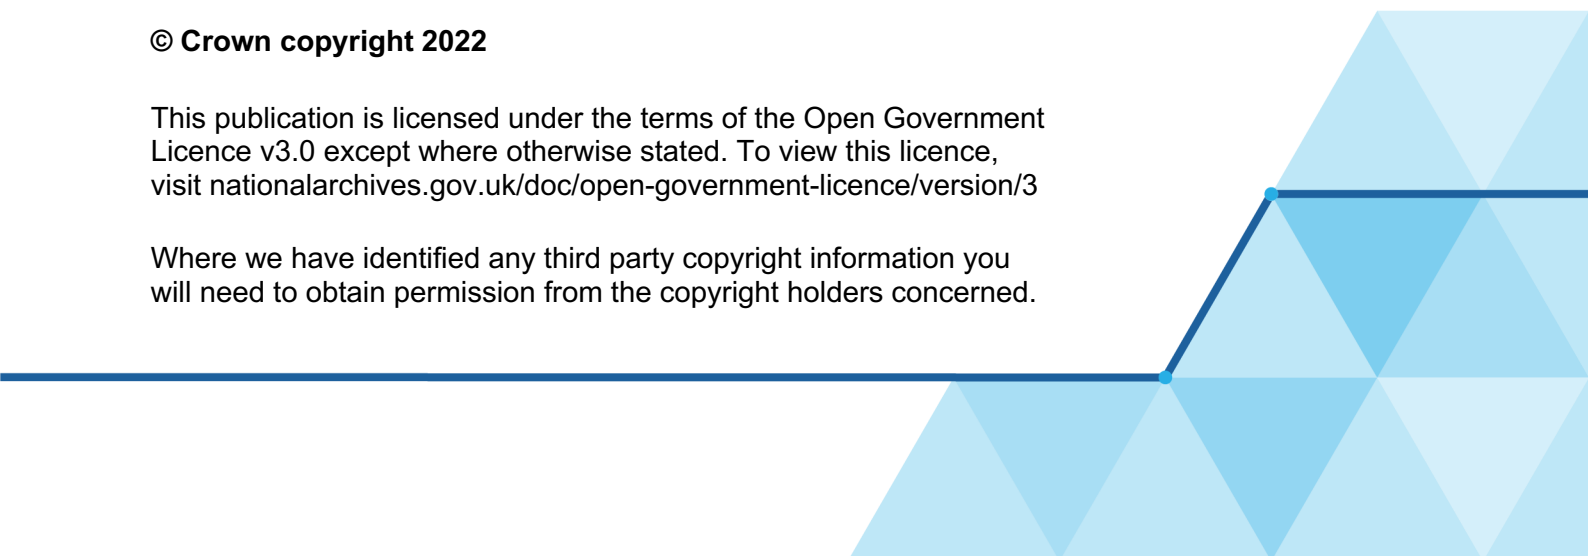 © Crown copyright 2022
This publication is licensed under the terms of the Open Government
Licence v3.0 except where otherwise stated. To view this licence,
visit nationalarchives.gov.uk/doc/open-government-licence/version/3
Where we have identified any third party copyright information you
will need to obtain permission from the copyright holders concerned.